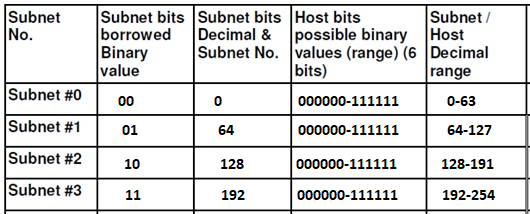 Subnet No. | Subnet bits borrowed Binary value | Subnet bits Decimal & Subnet No. | Host bits possible binary values (range) (6 bits) | Subnet / Host Decimal range
Subnet #0 | 00 | 0 | 000000-111111 | 0-63
Subnet #1 | 01 | 64 | 000000-111111 | 64-127
Subnet #2 | 10 | 128 | 000000-111111 | 128-191
Subnet #3 | 11 | 192 | 000000-111111 | 192-254